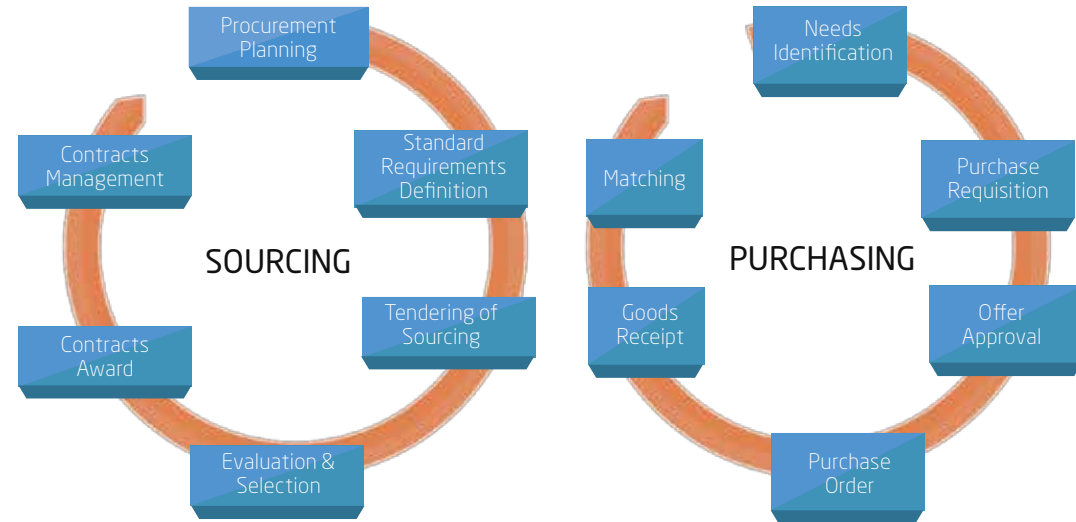 Procurement
Planning
Standard
Requirements
Definition
Tendering of
Sourcing
Evaluation &
Selection
Contracts
Award
Contracts
Management
SOURCING
Needs
Identification
Purchase
Requisition
Offer
Approval
Purchase
Order
Goods
Receipt
Matching
PURCHASING